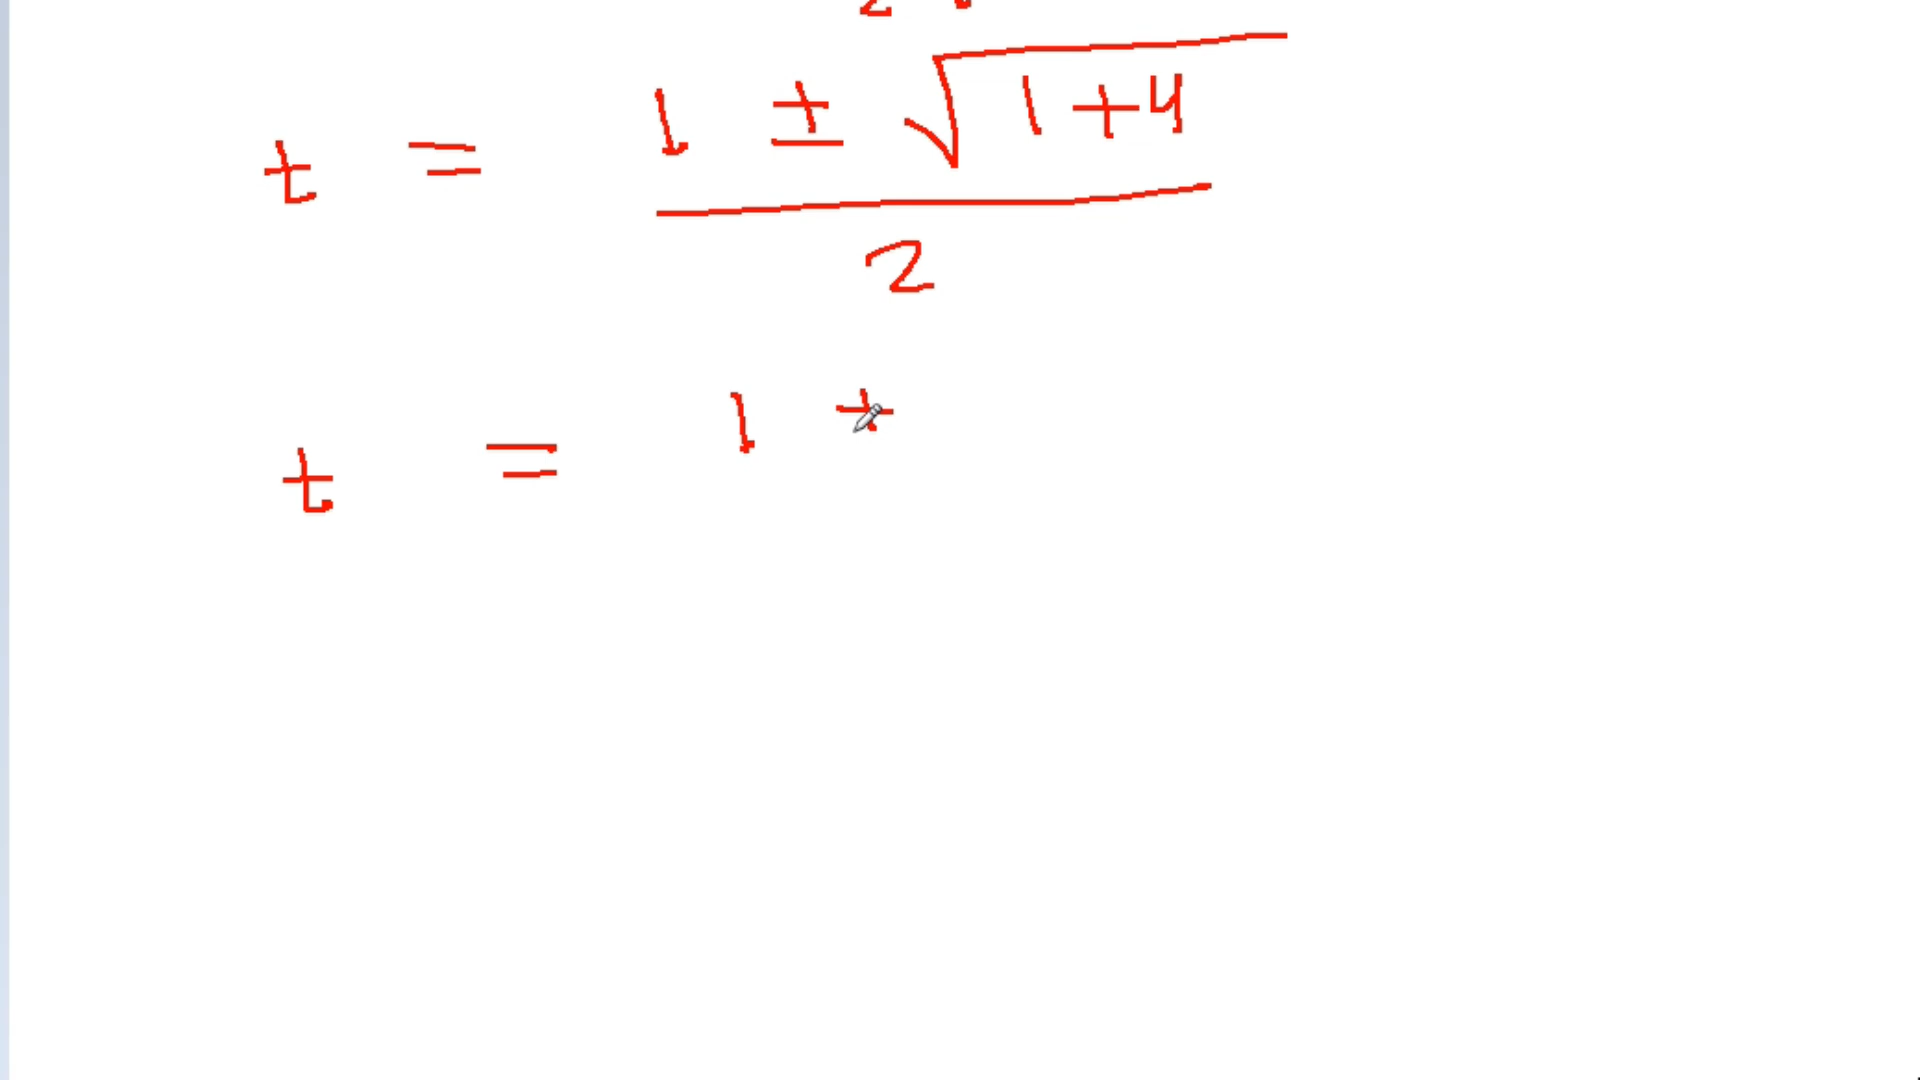 t = 1 ± √1+4
2
t = 1 +